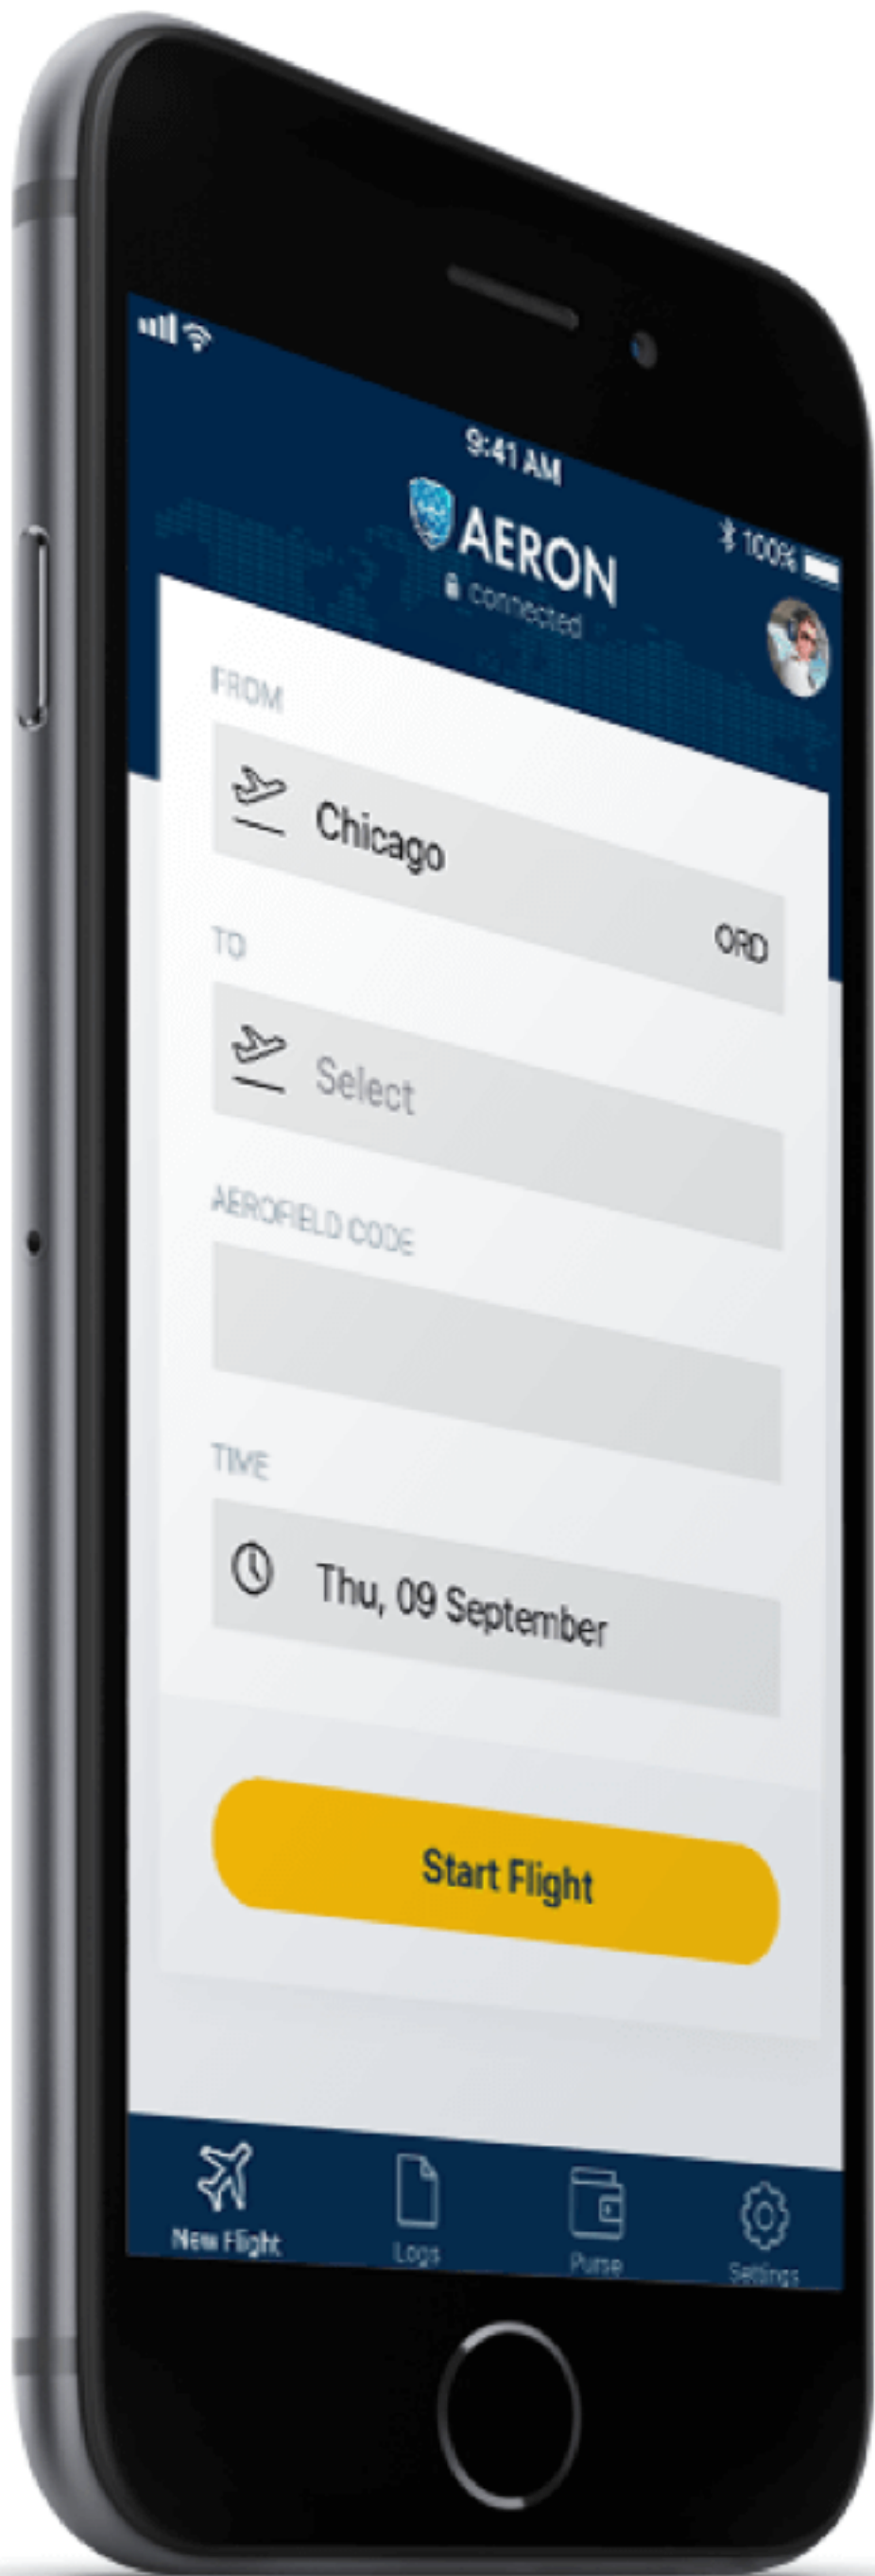 9:41 AM
100%
AERON
connected
FROM
Chicago
ORD
TO
Select
AEROFIELD CODE
TIME
Thu, 09 September
Start Flight
New Flight
Logs
Purse
Settings